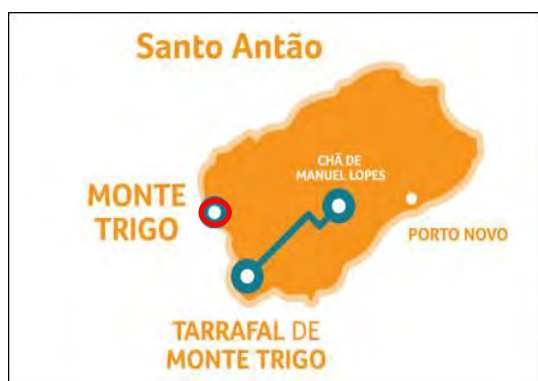 Santo Antão
CHÃ DE
MANUEL LOPES
MONTE
TRIGO
PORTO NOVO
TARRAFAL DE
MONTE TRIGO